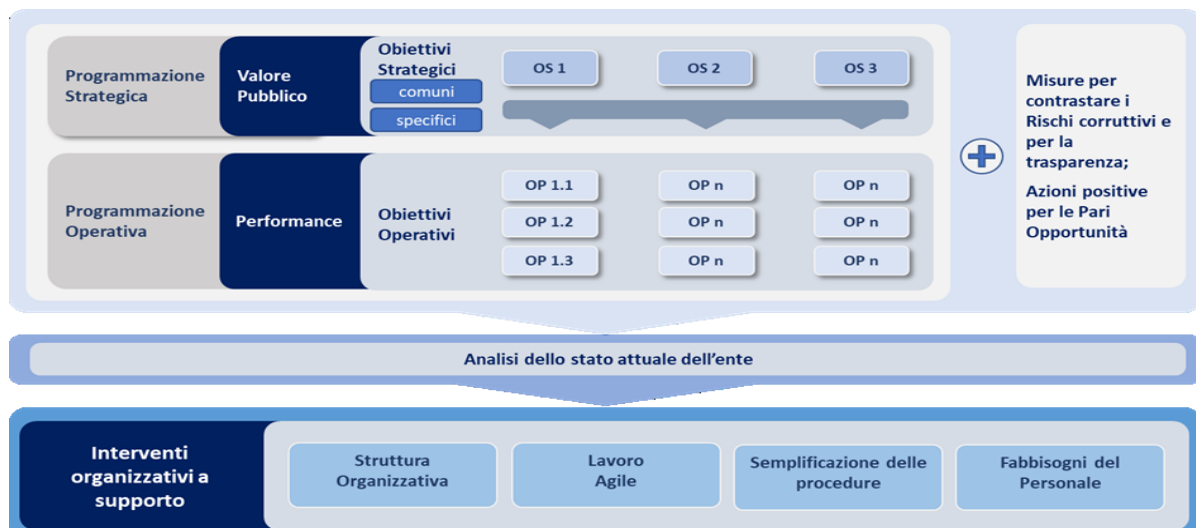 Programmazione
Strategica
Valore
Pubblico
Obiettivi
Strategici
comuni
specifici
OS 1
OS 2
OS 3
Programmazione
Operativa
Performance
Obiettivi
Operativi
OP 1.1
OP n
OP n
OP 1.2
OP n
OP n
OP 1.3
OP n
OP n
Misure per
contrastare i
Rischi corruttivi e
per la
trasparenza;
Azioni positive
per le Pari
Opportunità
Analisi dello stato attuale dell’ente
Interventi
organizzativi a
supporto
Struttura
Organizzativa
Lavoro
Agile
Semplificazione delle
procedure
Fabbisogni del
Personale